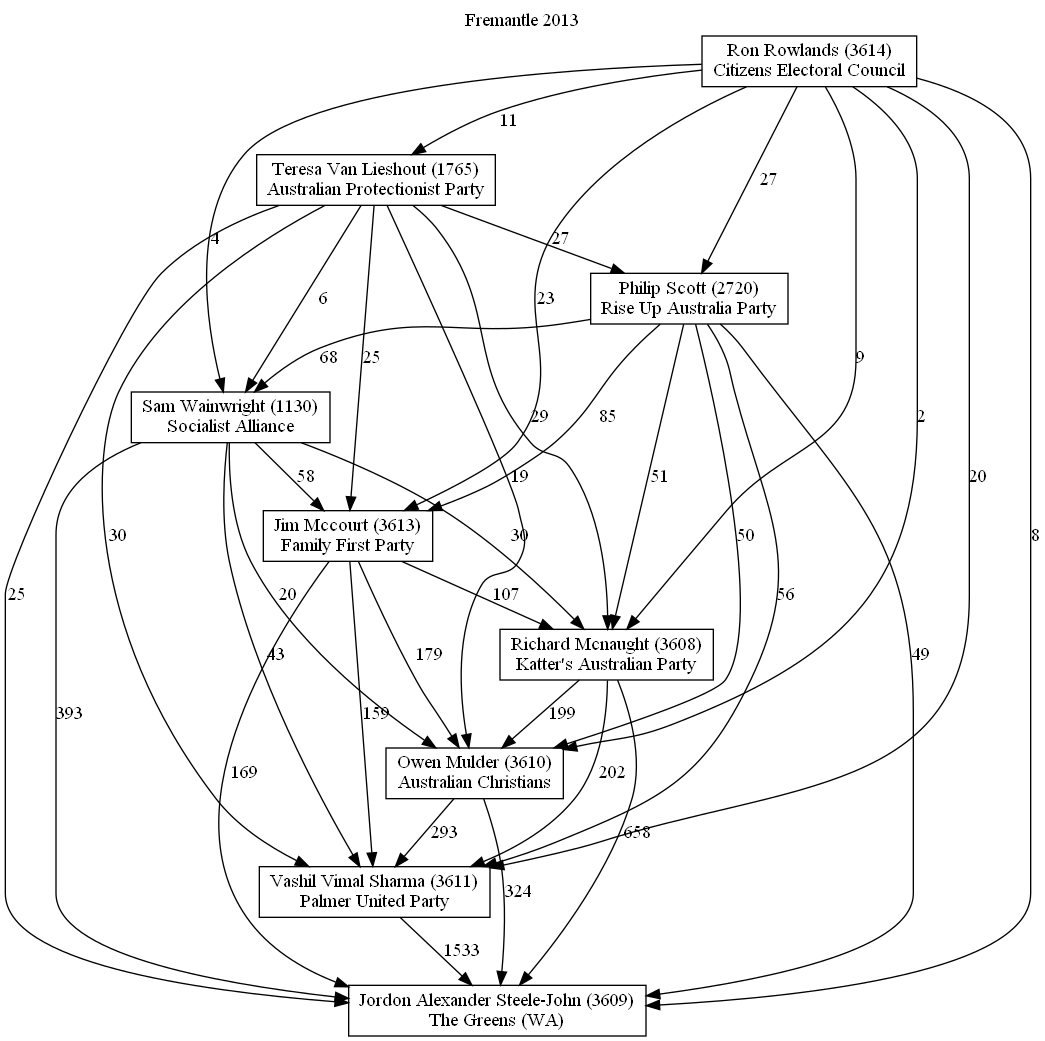 Fremantle 2013
Ron Rowlands (3614)
Citizens Electoral Council
11
Teresa Van Lieshout (1765)
Australian Protectionist Party
27
4
27
Philip Scott (2720)
Rise Up Australia Party
6
23
68
25
9
Sam Wainwright (1130)
Socialist Alliance
29
85
2
58
19
51
20
Jim Mccourt (3613)
Family First Party
30
30
50
8
25
20
107
56
Richard Mcnaught (3608)
Katter's Australian Party
43
179
49
393
159
199
Owen Mulder (3610)
Australian Christians
169
202
293
658
Vashil Vimal Sharma (3611)
Palmer United Party
324
1533
Jordon Alexander Steele-John (3609)
The Greens (WA)